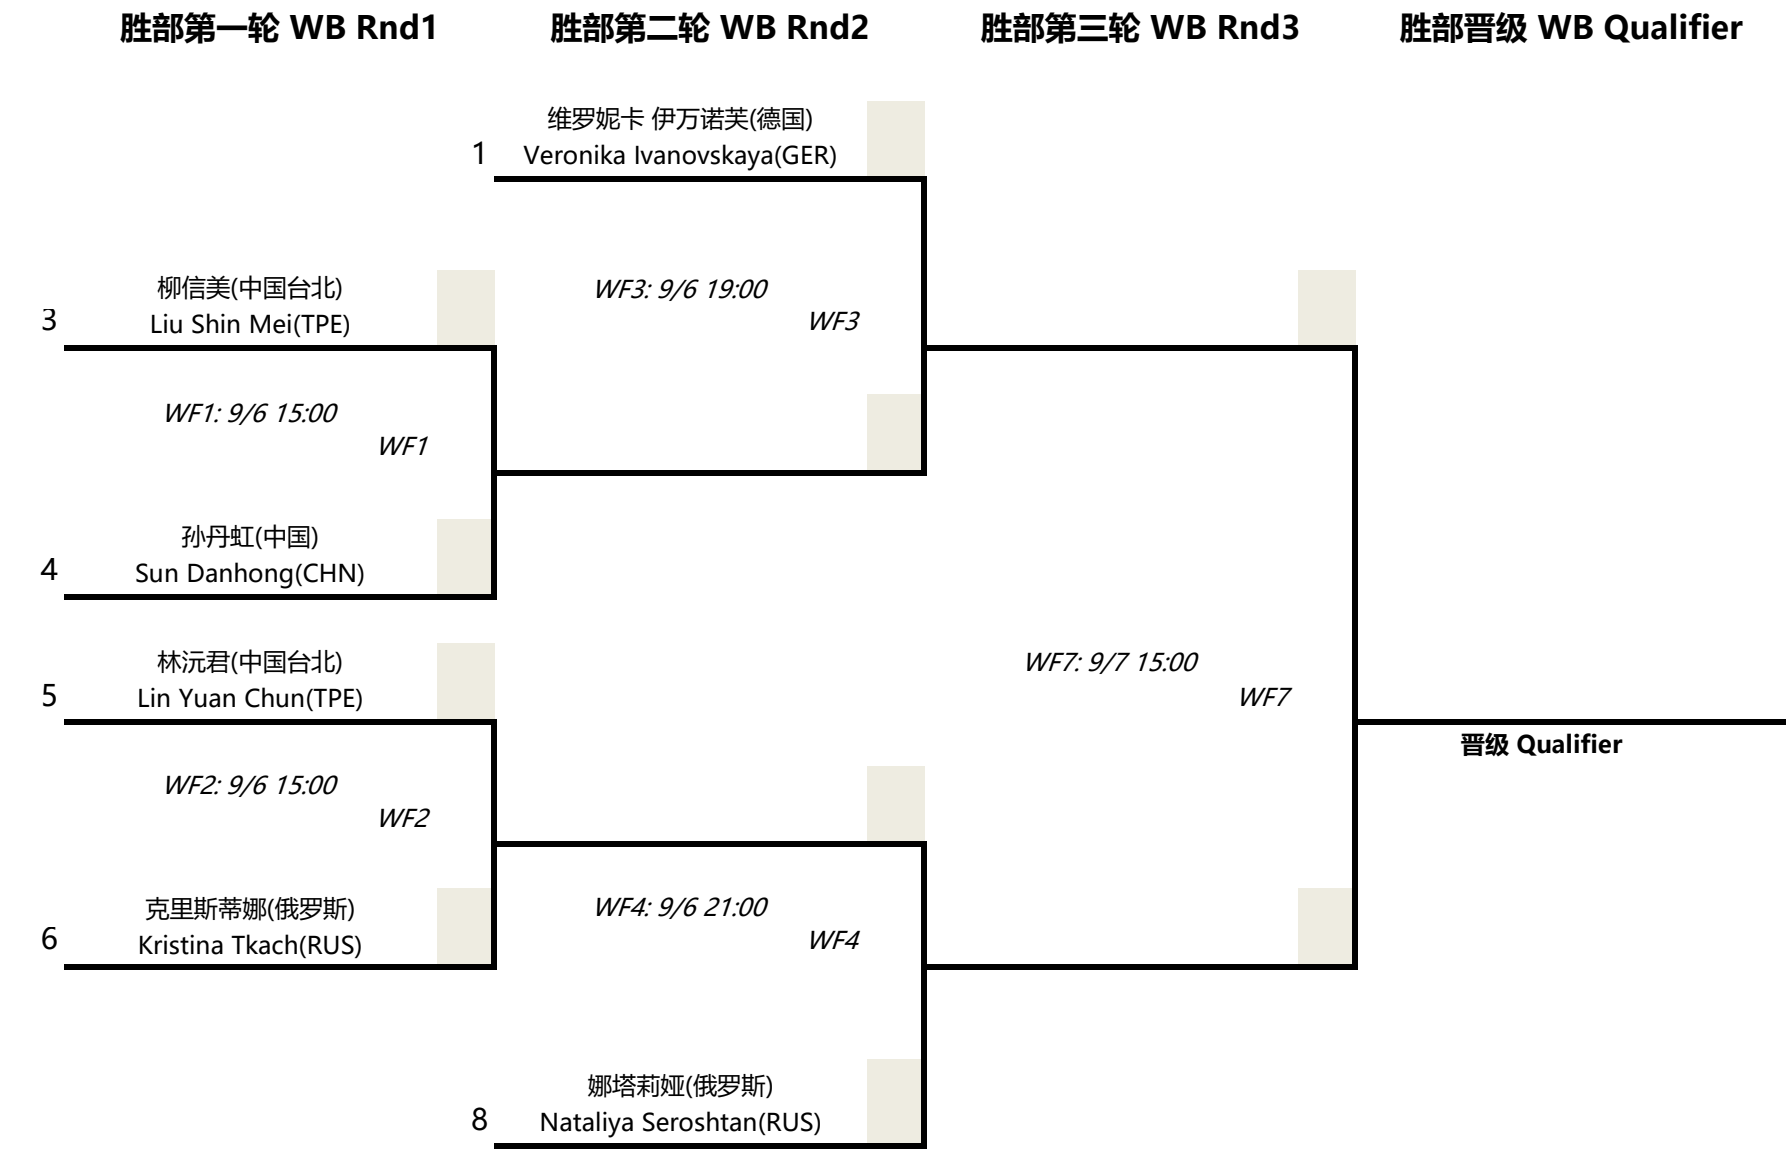 胜部第一轮 WB Rnd1
胜部第二轮 WB Rnd2
胜部第三轮 WB Rnd3
胜部晋级 WB Qualifier
维罗妮卡 伊万诺芙(德国)
1 Veronika Ivanovskaya(GER)
柳信美(中国台北)
3 Liu Shin Mei(TPE)
WF3: 9/6 19:00
WF3
WF1: 9/6 15:00
WF1
孙丹虹(中国)
4 Sun Danhong(CHN)
林沅君(中国台北)
5 Lin Yuan Chun(TPE)
WF7: 9/7 15:00
WF7
晋级 Qualifier
WF2: 9/6 15:00
WF2
克里斯蒂娜(俄罗斯)
6 Kristina Tkach(RUS)
WF4: 9/6 21:00
WF4
娜塔莉娅(俄罗斯)
8 Nataliya Seroshtan(RUS)